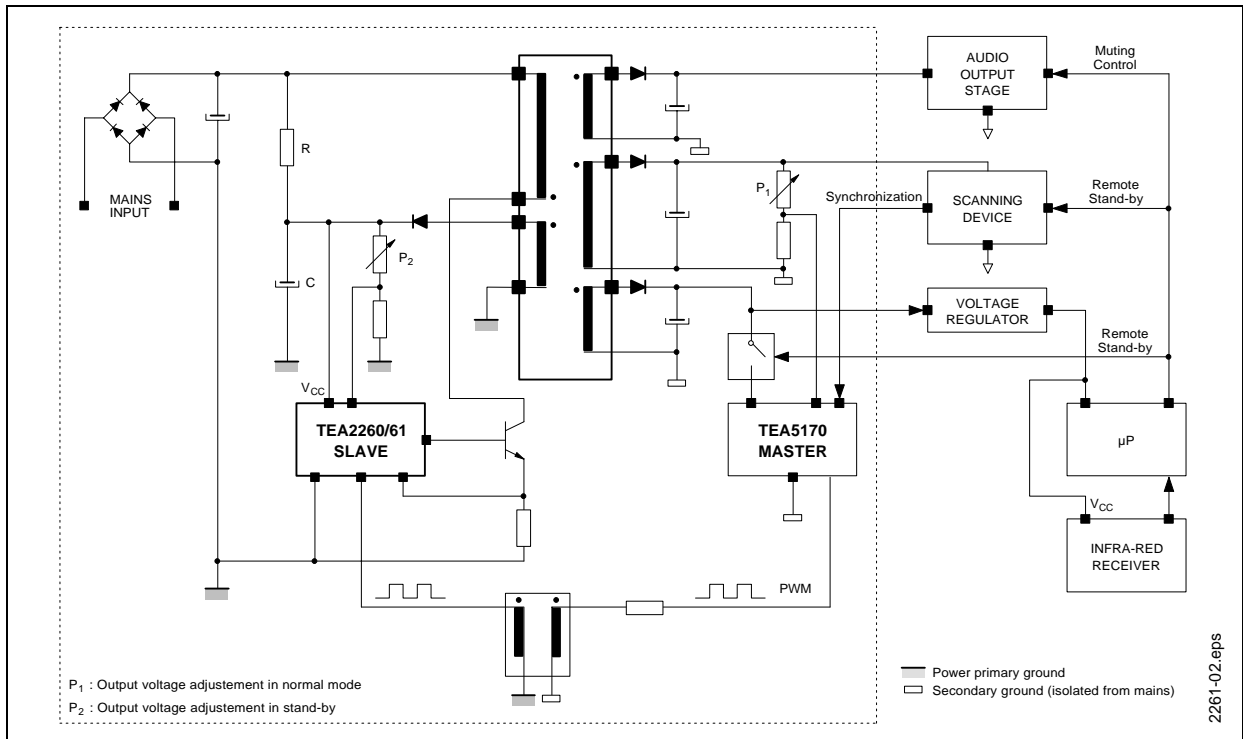 AUDIO
OUTPUT
STAGE
Muting
Control
R
MAINS
INPUT
P1
Synchronization
SCANNING
DEVICE
Remote
Stand-by
P2
C
VOLTAGE
REGULATOR
Remote
Stand-by
VCC
TEA2260/61
SLAVE
TEA5170
MASTER
µP
VCC
INFRA-RED
RECEIVER
PWM
P1 : Output voltage adjustement in normal mode
P2 : Output voltage adjustement in stand-by
Power primary ground
Secondary ground (isolated from mains)
2261-02.eps